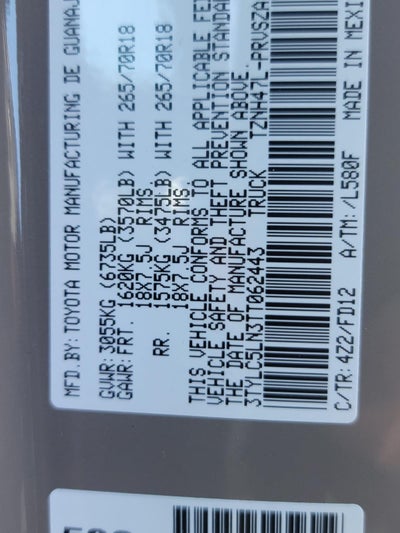 MFD.BY: TOYOTA MOTOR MANUFACTURING DE GUANAJ
GVWR: 3055KG (6735LB)
GAWR: FRT. 1620KG (3570LB) WITH 265/70R18
18X7.5J RIMS.
RR. 1575KG (3475LB) WITH 265/70R18
18X7.5J RIMS.
THIS VEHICLE CONFORMS TO ALL APPLICABLE FE
VEHICLE SAFETY AND THEFT PREVENTION STANDA
THE DATE OF MANUFACTURE SHOWN ABOVE.
3TYLC5LN3TT062443 TRUCK TZNH47L-PRVSZA
C/TR: 4Z2/FD12 A/TM: /L580F MADE IN MEXI